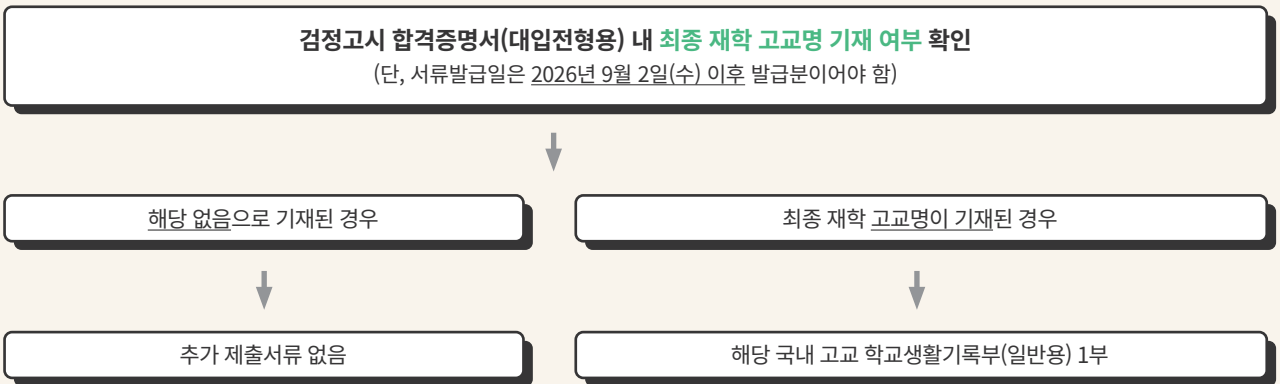 검정고시 합격증명서(대입전형용) 내 최종 재학 고교명 기재 여부 확인
(단, 서류발급일은 2026년 9월 2일(수) 이후 발급분이어야 함)
해당 없음으로 기재된 경우
최종 재학 고교명이 기재된 경우
추가 제출서류 없음
해당 국내 고교 학교생활기록부(일반용) 1부